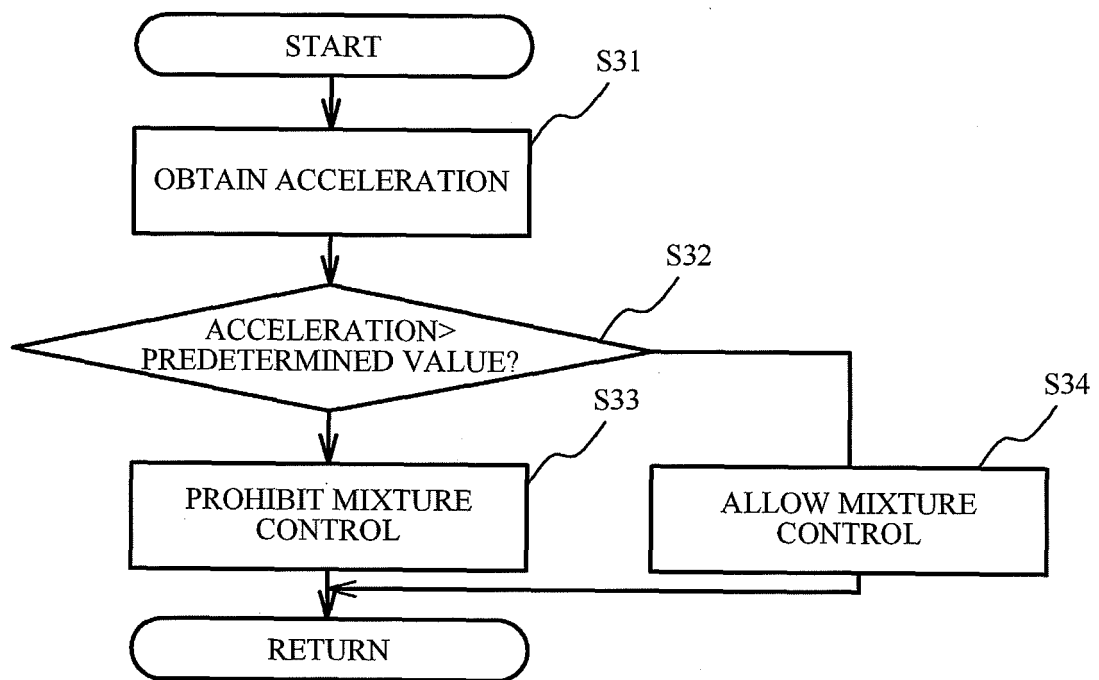 START
S31
OBTAIN ACCELERATION
S32
ACCELERATION>
PREDETERMINED VALUE?
S33
PROHIBIT MIXTURE
CONTROL
S34
ALLOW MIXTURE
CONTROL
RETURN